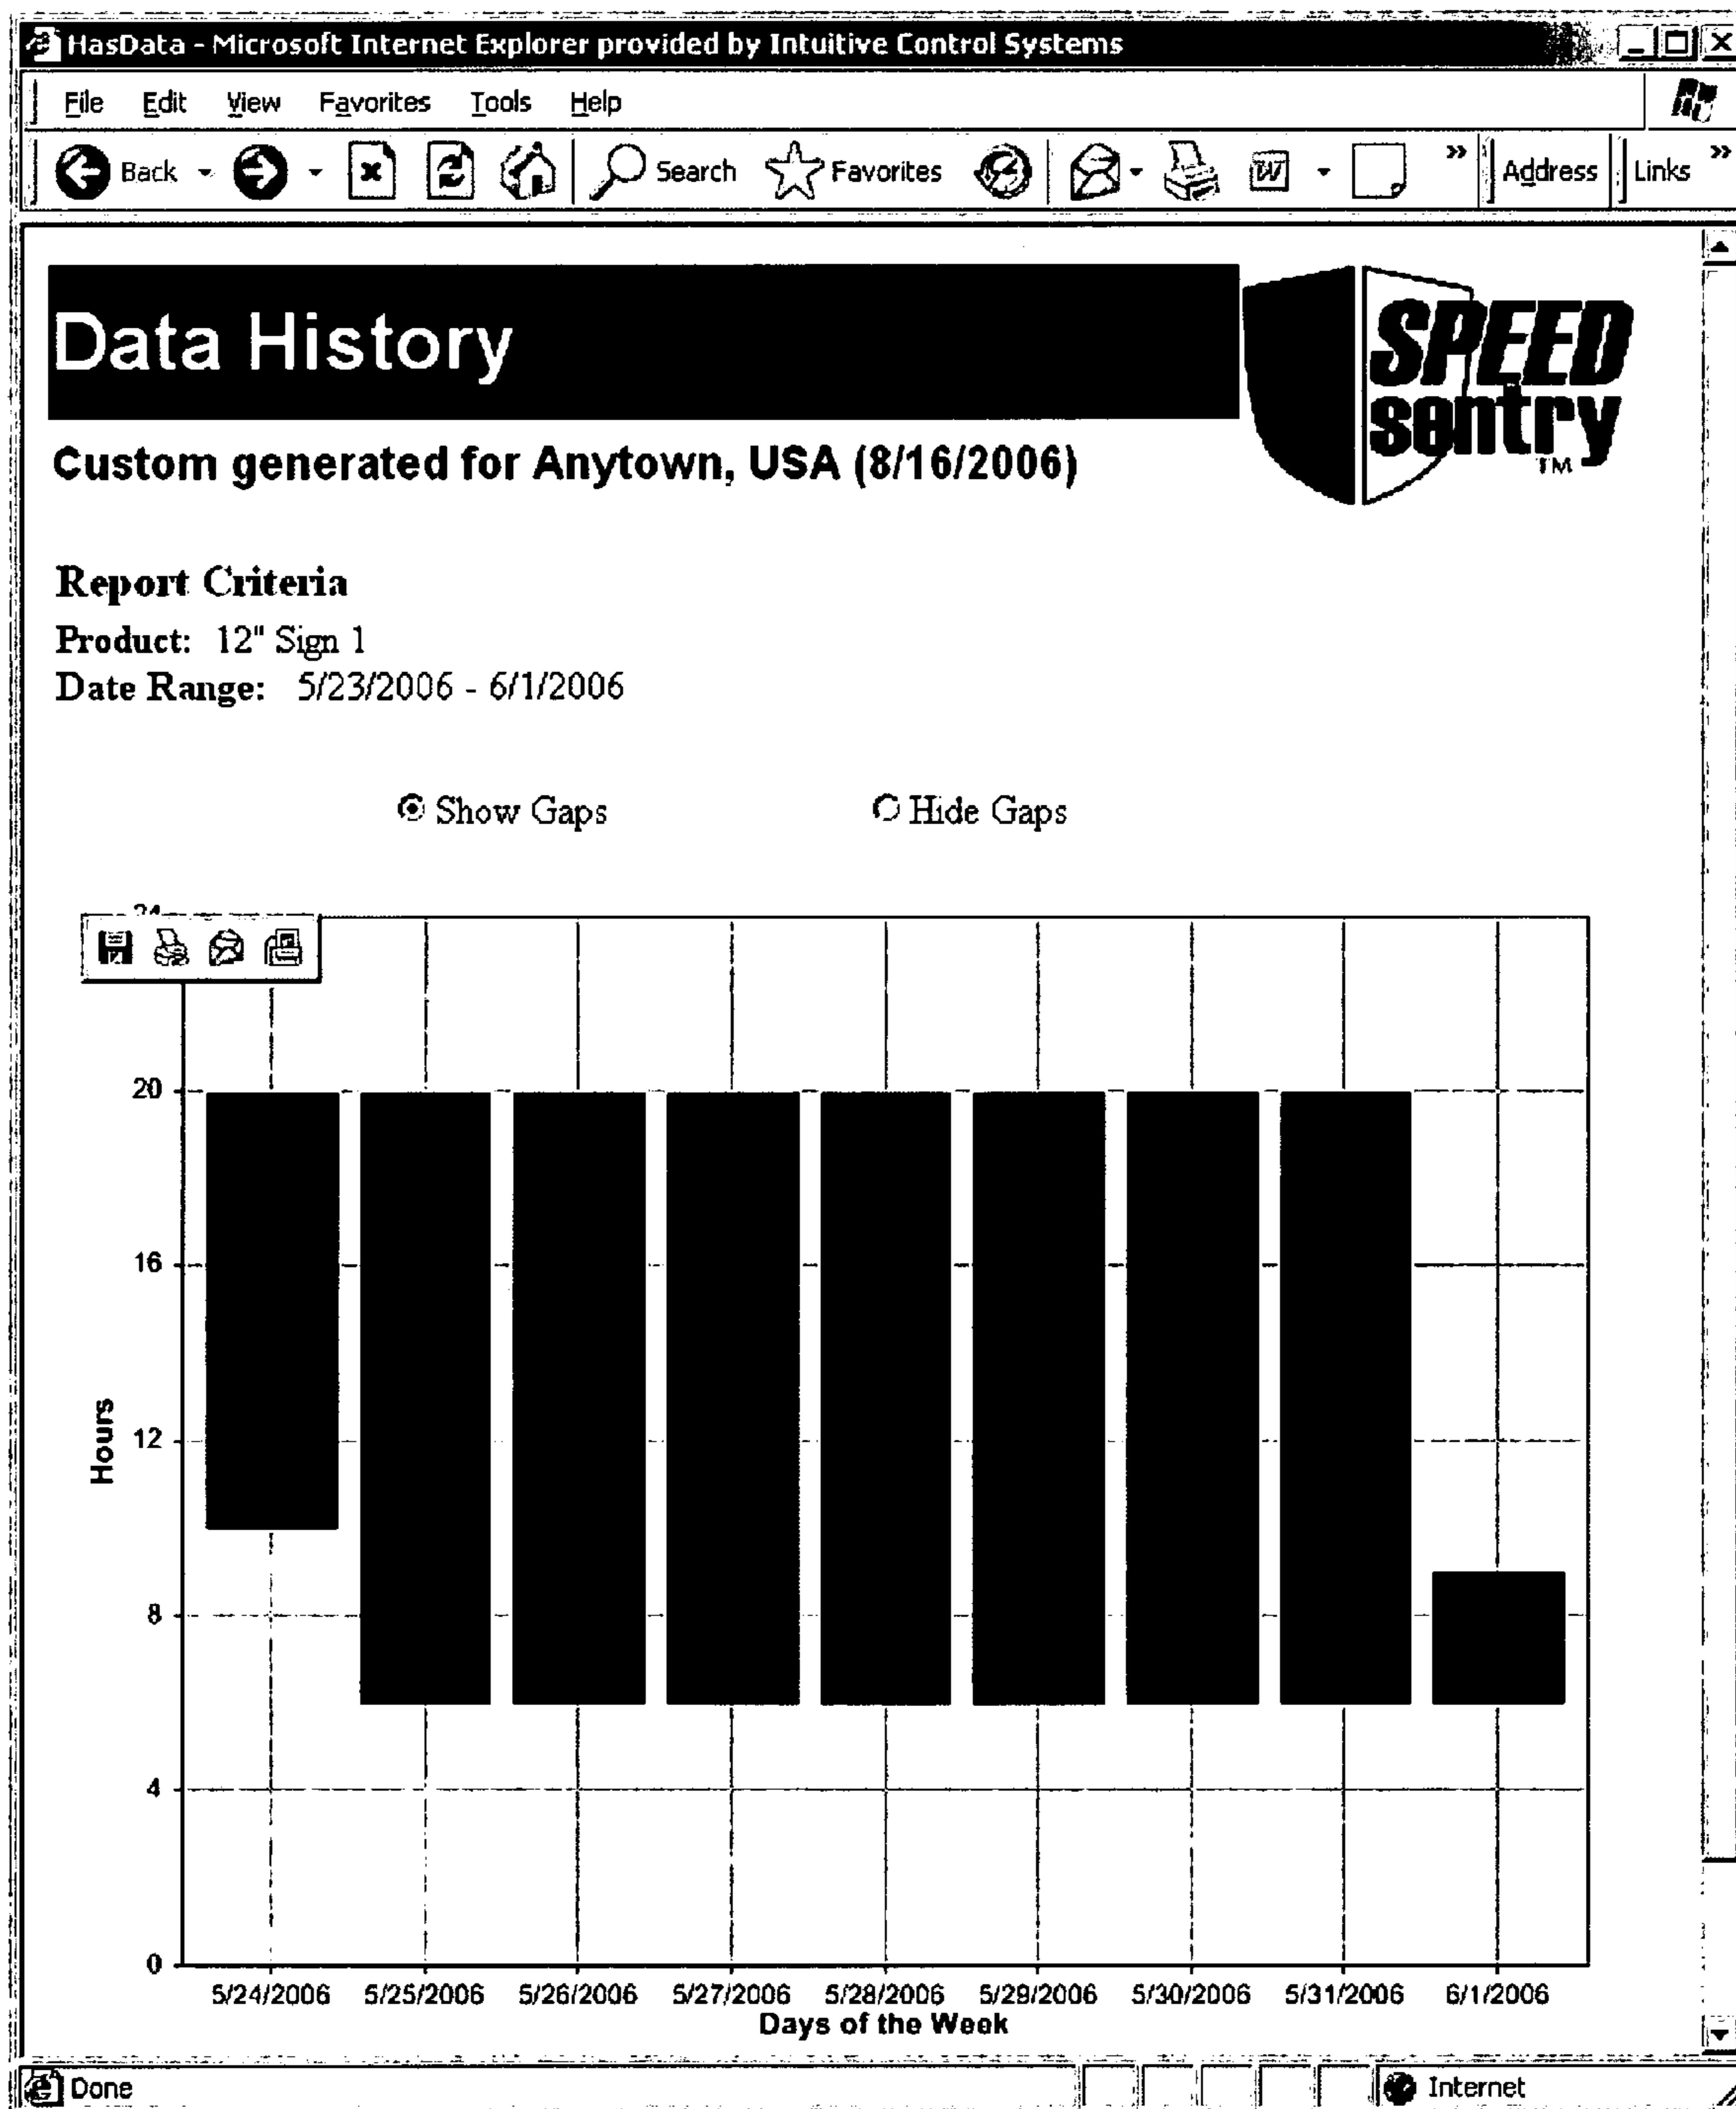 HasData - Microsoft Internet Explorer provided by Intuitive Control Systems
File Edit View Favorites Tools Help
Back Search Favorites W » Address Links »
Data History
SPEED
sentry
TM
Custom generated for Anytown, USA (8/16/2006)
Report Criteria
Product: 12" Sign 1
Date Range: 5/23/2006 - 6/1/2006
Show Gaps Hide Gaps
24
20
16
12
8
4
0
Hours
5/24/2006 5/25/2006 5/26/2006 5/27/2006 5/28/2006 5/29/2006 5/30/2006 5/31/2006 6/1/2006
Days of the Week
Done Internet